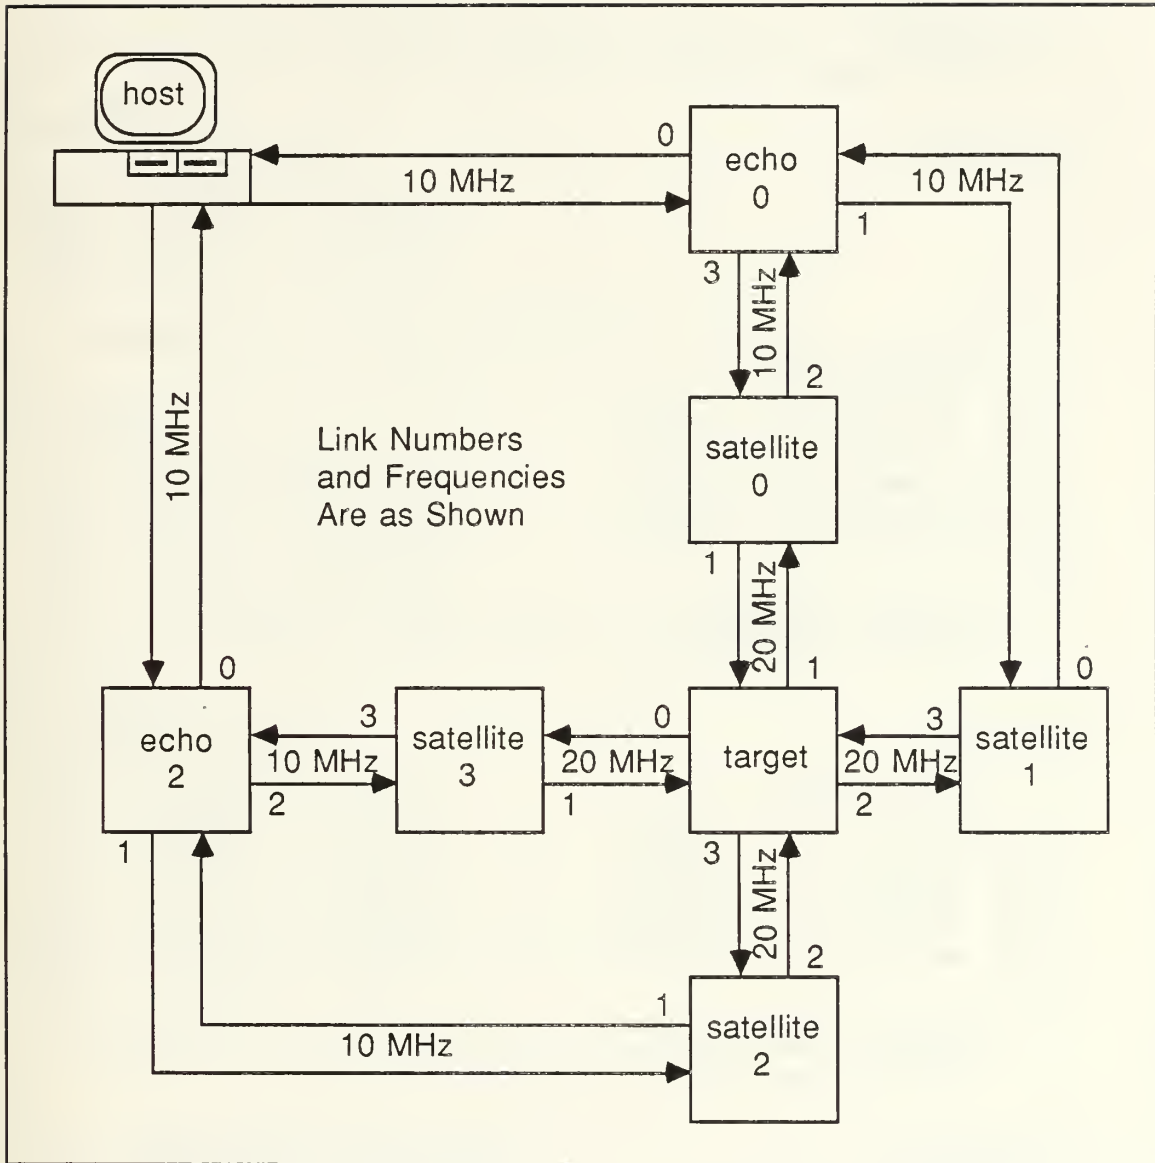 host
0
10 MHz
echo
0
10 MHz
1
3
10 MHz
2
10 MHz
Link Numbers
and Frequencies
Are as Shown
satellite
0
1
20 MHz
1
0
0
echo
2
3
10 MHz
2
satellite
3
0
20 MHz
1
target
3
20 MHz
2
satellite
1
1
3
20 MHz
2
1
10 MHz
satellite
2